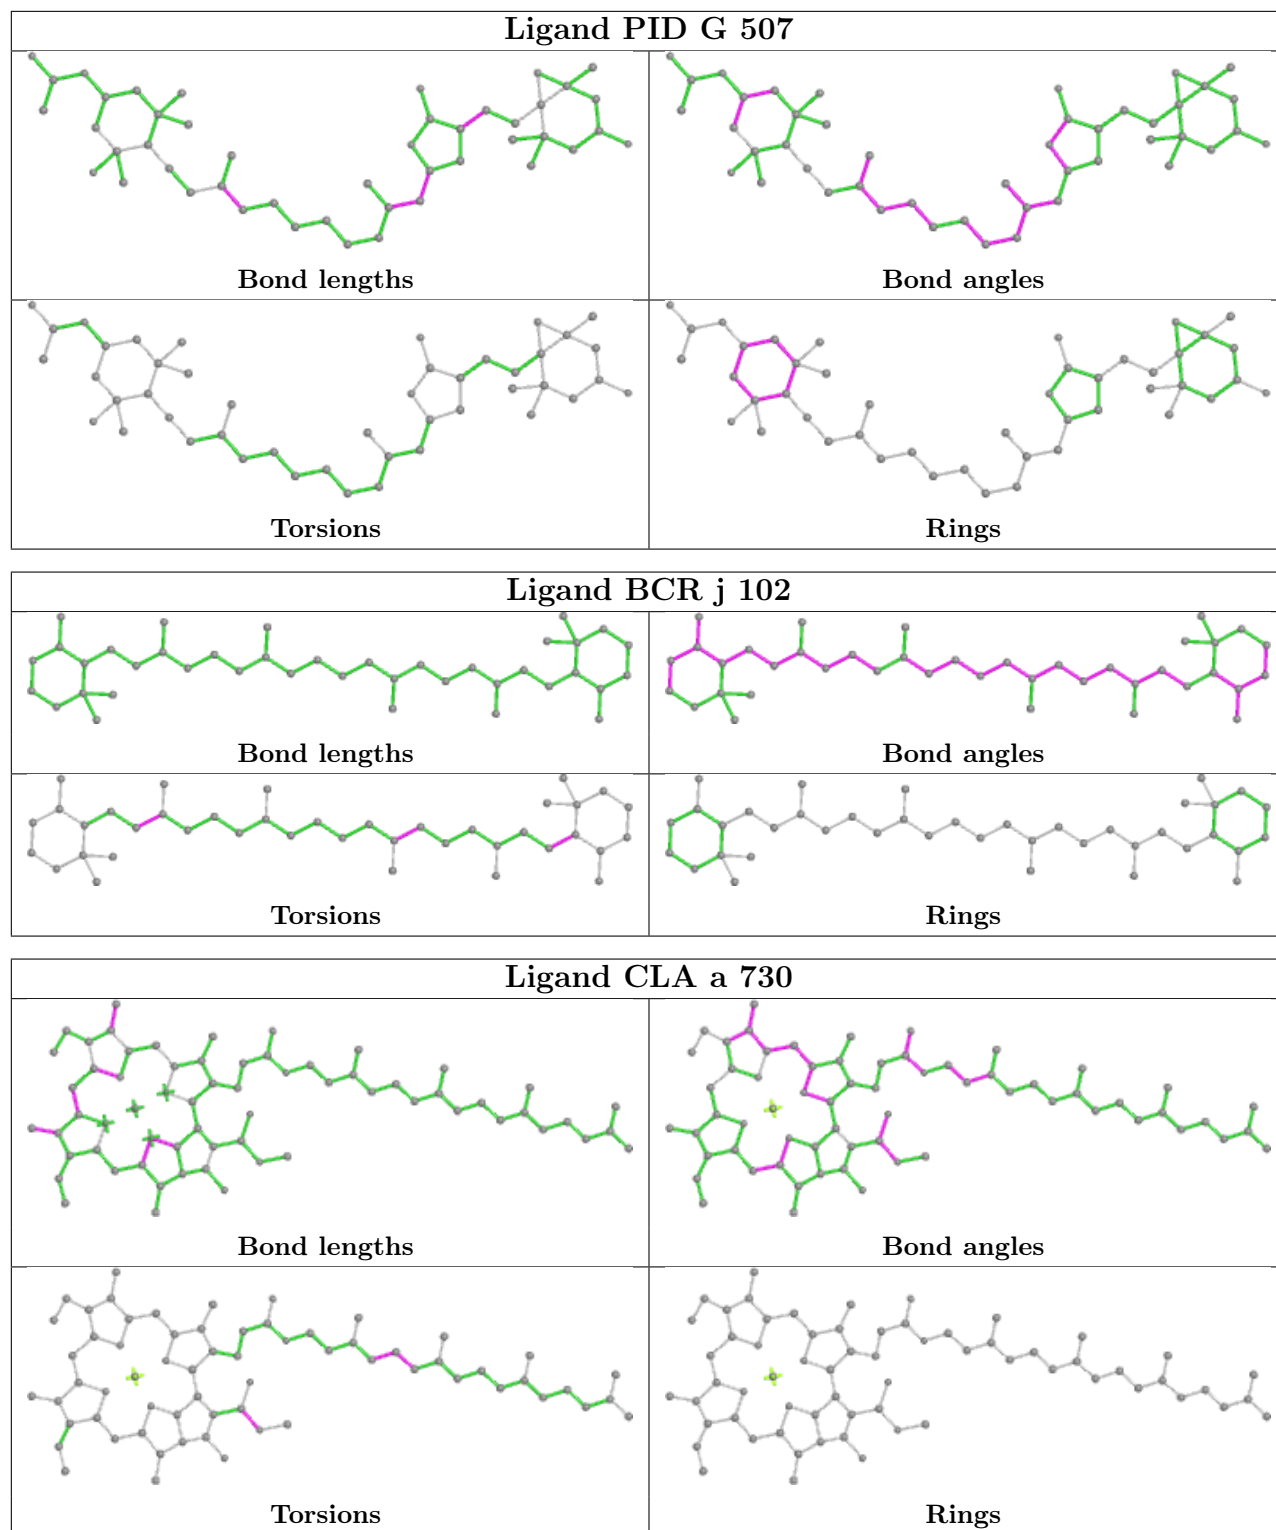 Ligand PID G 507
Bond lengths
Bond angles
Torsions
Rings
Ligand BCR j 102
Bond lengths
Bond angles
Torsions
Rings
Ligand CLA a 730
Bond lengths
Bond angles
Torsions
Rings